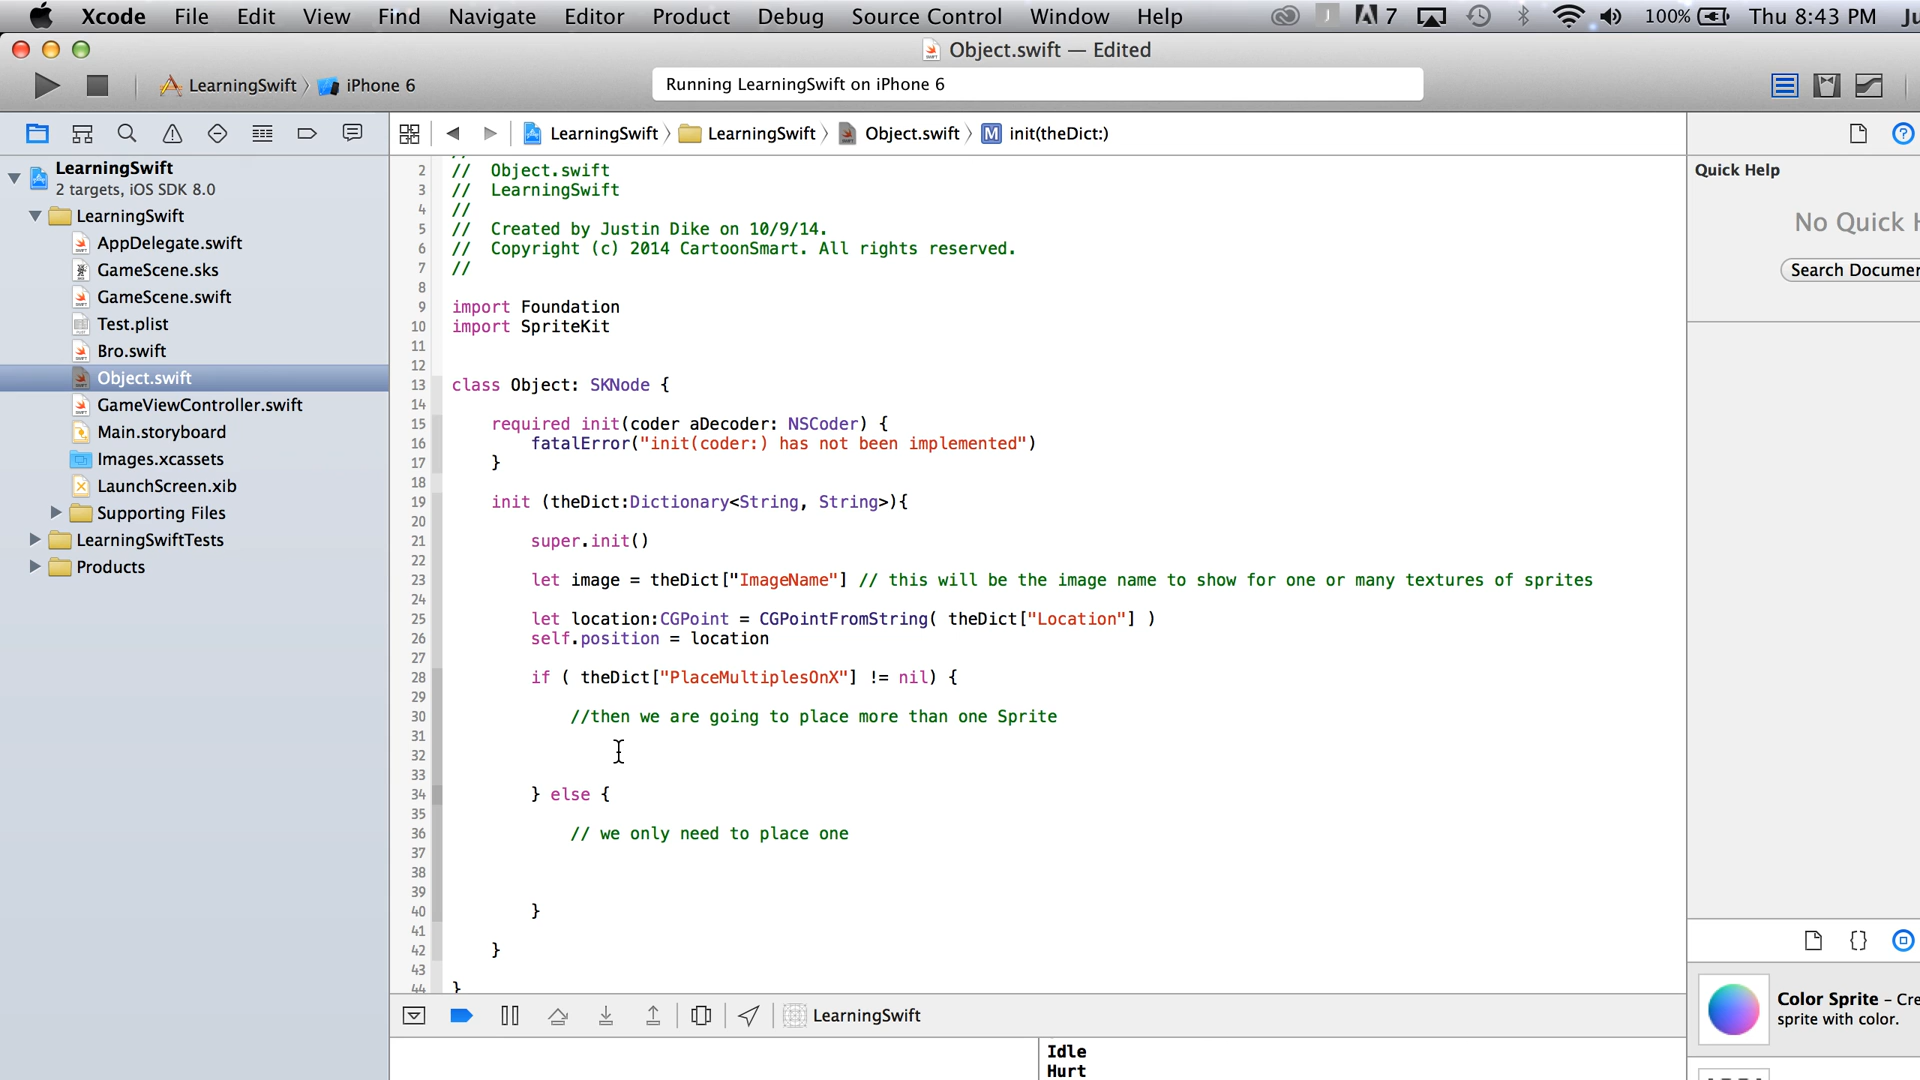 Xcode File Edit View Find Navigate Editor Product Debug Source Control Window Help 7 100% Thu 8:43 PM Ju
Object.swift — Edited
LearningSwift iPhone 6 Running LearningSwift on iPhone 6
LearningSwift LearningSwift Object.swift M init(theDict:)
LearningSwift
2 targets, iOS SDK 8.0
LearningSwift
AppDelegate.swift
GameScene.sks
GameScene.swift
Test.plist
Bro.swift
Object.swift
GameViewController.swift
Main.storyboard
Images.xcassets
LaunchScreen.xib
Supporting Files
LearningSwiftTests
Products
//
2 // Object.swift
3 // LearningSwift
4 //
5 // Created by Justin Dike on 10/9/14.
6 // Copyright (c) 2014 CartoonSmart. All rights reserved.
7 //
8
9 import Foundation
10 import SpriteKit
11
12
13 class Object: SKNode {
14
15 required init(coder aDecoder: NSCoder) {
16 fatalError("init(coder:) has not been implemented")
17 }
18
19 init (theDict:Dictionary<String, String>){
20
21 super.init()
22
23 let image = theDict["ImageName"] // this will be the image name to show for one or many textures of sprites
24
25 let location:CGPoint = CGPointFromString( theDict["Location"] )
26 self.position = location
27
28 if ( theDict["PlaceMultiplesOnX"] != nil) {
29
30 //then we are going to place more than one Sprite
31
32
33
34 } else {
35
36 // we only need to place one
37
38
39
40 }
41
42 }
43
44 }
Quick Help
No Quick H
Search Documen
LearningSwift
Idle
Hurt
Color Sprite – Cre
sprite with color.